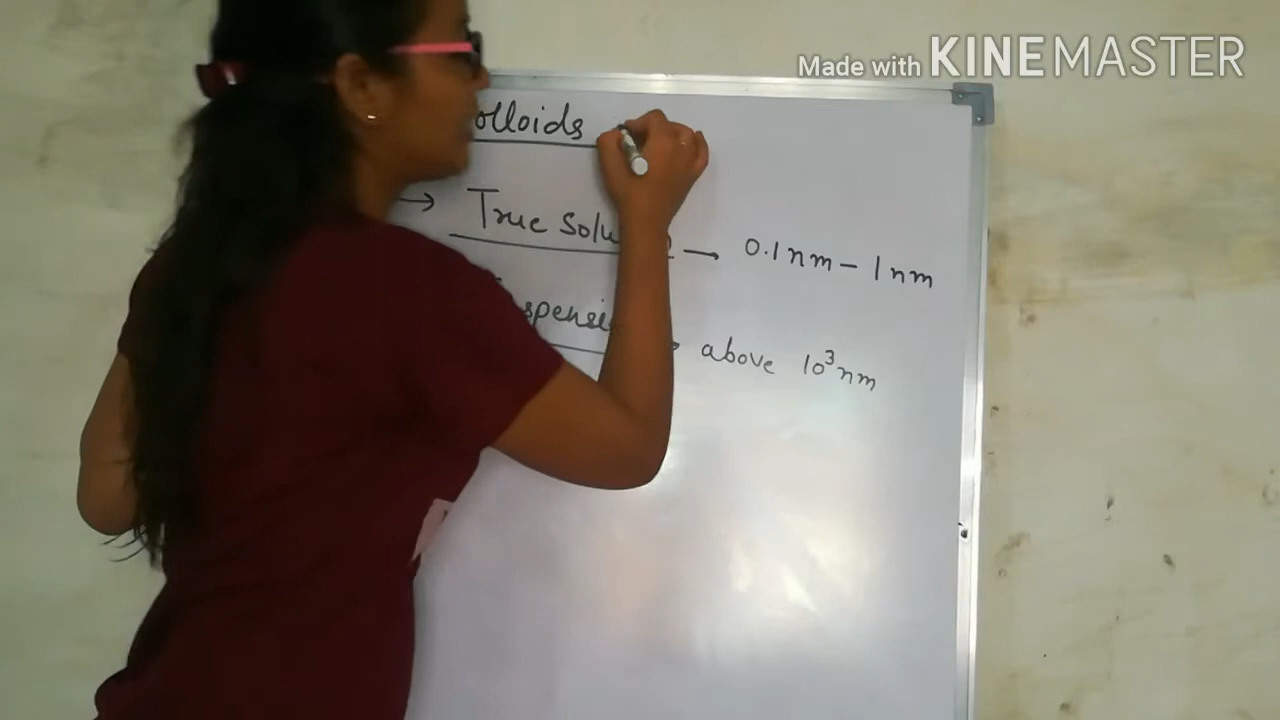 Made with KINEMASTER
olloids
→ True Solu → 0.1nm – 1nm
spensi → above 10³nm